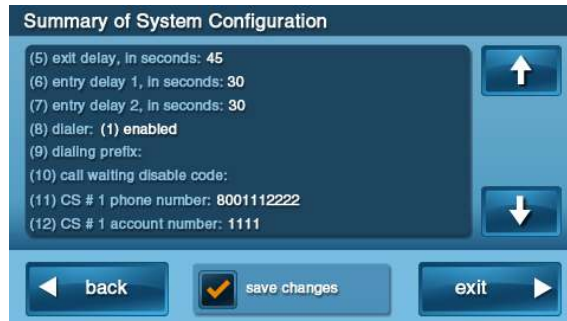 Summary of System Configuration
(5) exit delay, in seconds: 45
(6) entry delay 1, in seconds: 30
(7) entry delay 2, in seconds: 30
(8) dialer: (1) enabled
(9) dialing prefix:
(10) call waiting disable code:
(11) CS # 1 phone number: 8001112222
(12) CS # 1 account number: 1111
back
save changes
exit